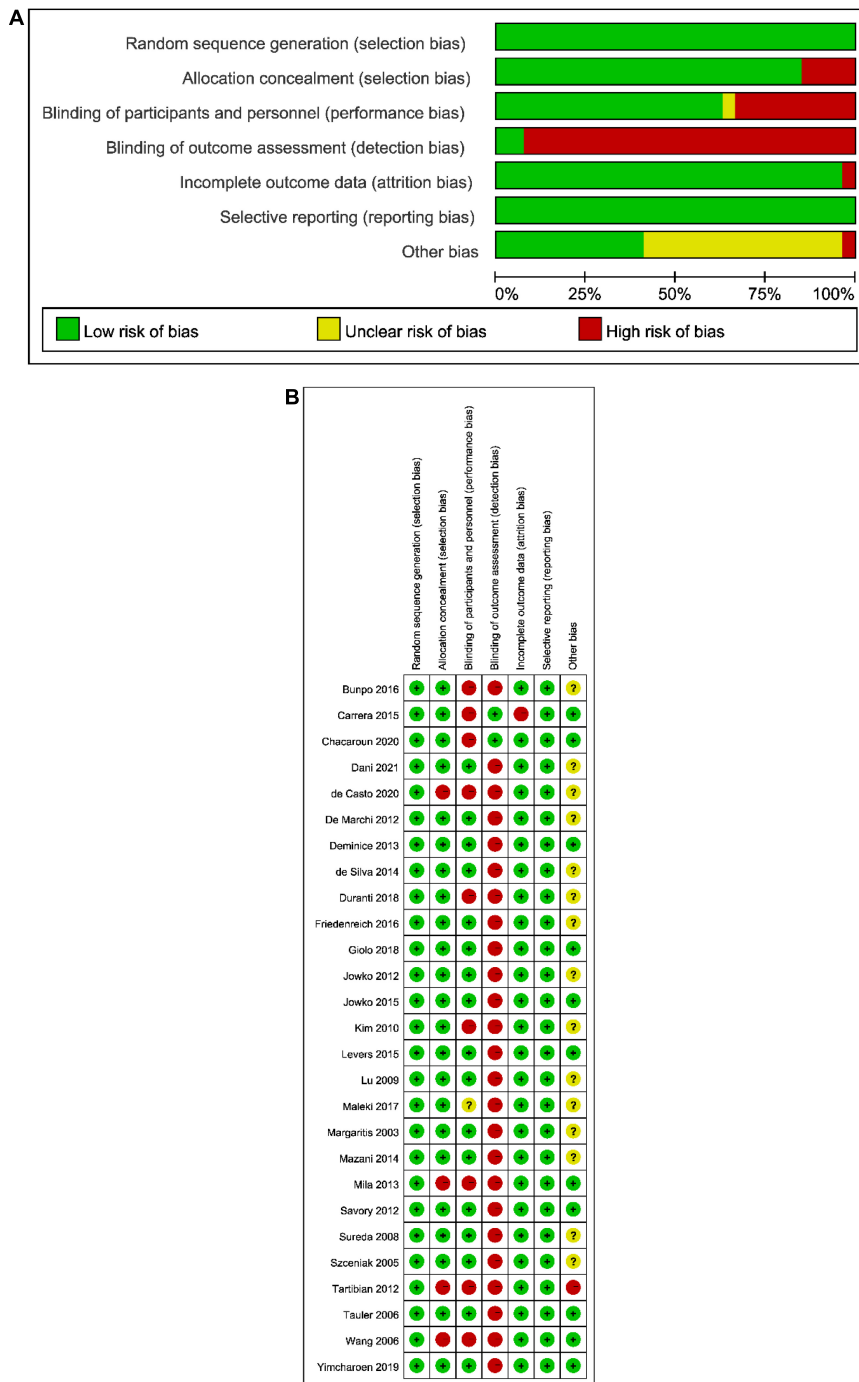 A
Random sequence generation (selection bias)
Allocation concealment (selection bias)
Blinding of participants and personnel (performance bias)
Blinding of outcome assessment (detection bias)
Incomplete outcome data (attrition bias)
Selective reporting (reporting bias)
Other bias
0% 25% 50% 75% 100%
Low risk of bias Unclear risk of bias High risk of bias
B
Random sequence generation (selection bias)
Allocation concealment (selection bias)
Blinding of participants and personnel (performance bias)
Blinding of outcome assessment (detection bias)
Incomplete outcome data (attrition bias)
Selective reporting (reporting bias)
Other bias
Bunpo 2016 + + - - + + ?
Carrera 2015 + + - + - + +
Chacaroun 2020 + + - + + + +
Dani 2021 + + + - + + ?
de Casto 2020 + - - - + + ?
De Marchi 2012 + + + - + + ?
Deminice 2013 + + + - + + +
de Silva 2014 + + + - + + ?
Duranti 2018 + + - - + + ?
Friedenreich 2016 + + + - + + ?
Giolo 2018 + + + - + + +
Jowko 2012 + + + - + + ?
Jowko 2015 + + + - + + +
Kim 2010 + + - - + + ?
Levers 2015 + + + - + + +
Lu 2009 + + + - + + ?
Maleki 2017 + + ? - + + ?
Margaritis 2003 + + + - + + ?
Mazani 2014 + + + - + + ?
Mila 2013 + - - - + + +
Savory 2012 + + + - + + +
Sureda 2008 + + + - + + ?
Szceniak 2005 + + + - + + ?
Tartibian 2012 + - - - + + -
Tauler 2006 + + + - + + +
Wang 2006 + - - - + + +
Yimcharoen 2019 + + + - + + +